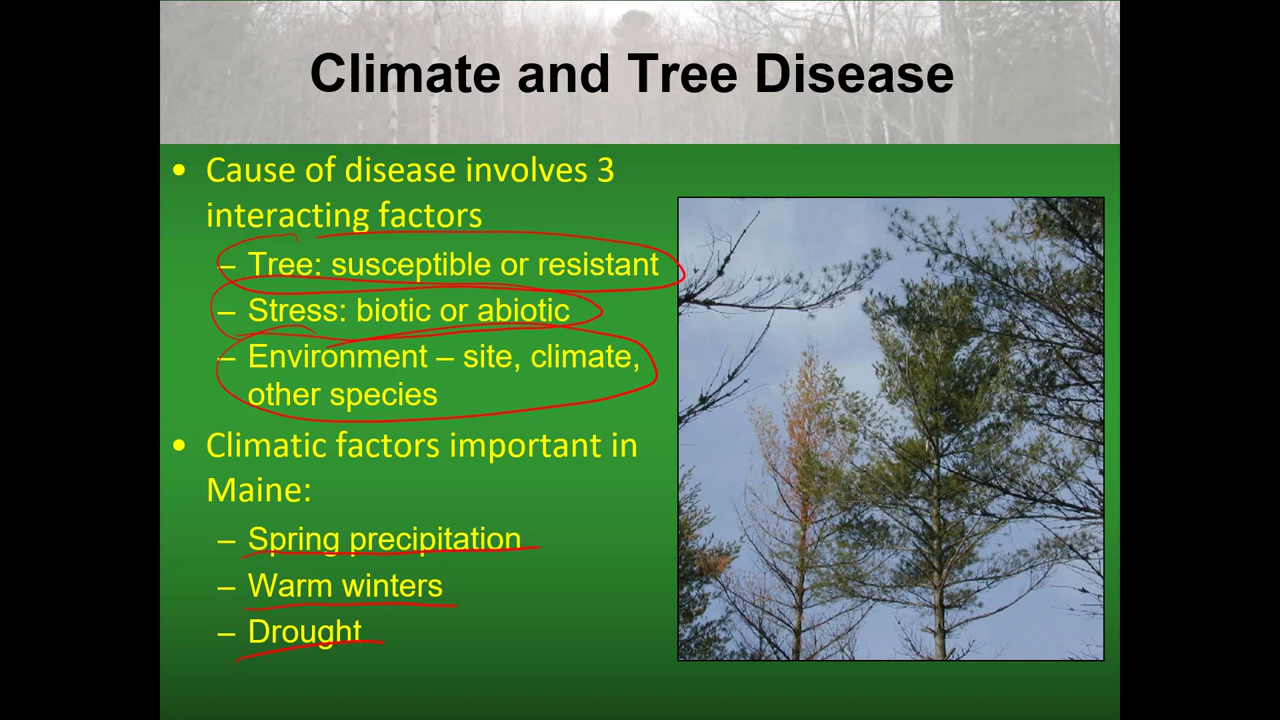 Climate and Tree Disease
• Cause of disease involves 3
interacting factors
– Tree: susceptible or resistant
– Stress: biotic or abiotic
– Environment – site, climate,
other species
• Climatic factors important in
Maine:
– Spring precipitation
– Warm winters
– Drought